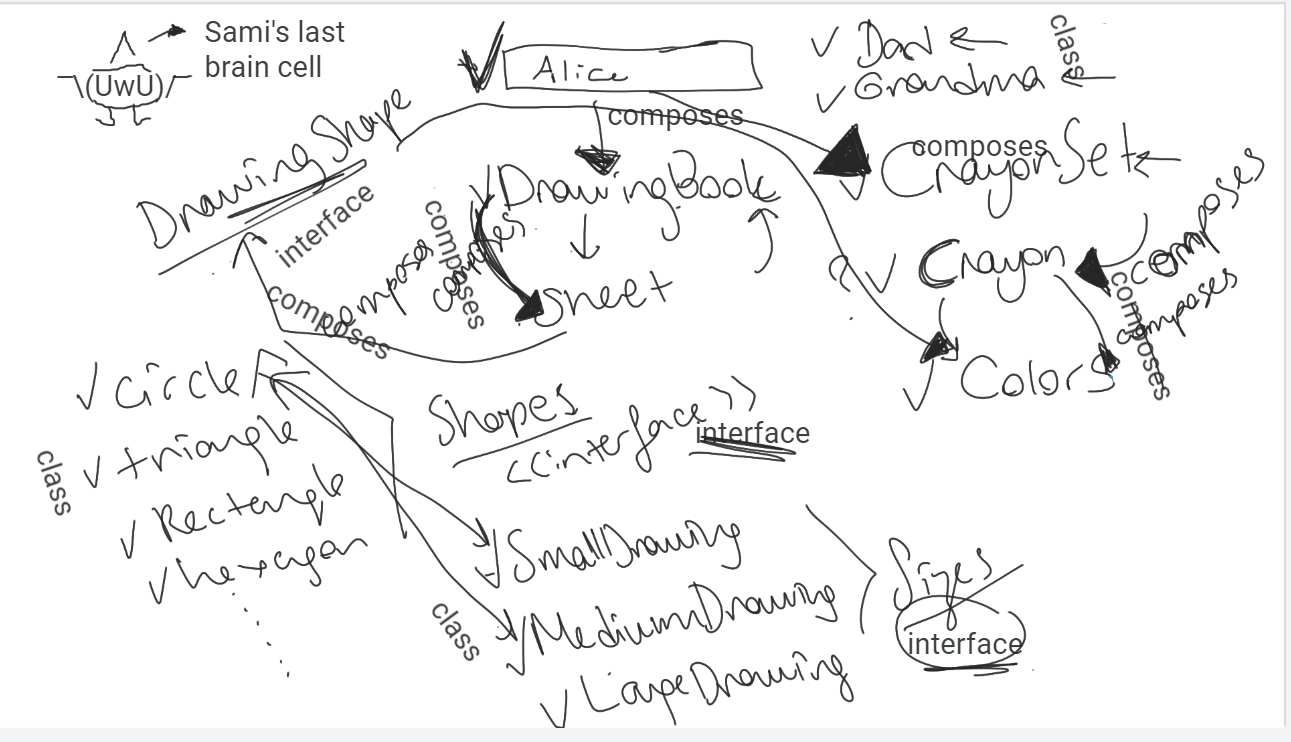 Sami's last
brain cell
\(UwU)/
Alice
Dad
Grandma
class
composes
DrawingShape
interface
DrawingBook
composes
CrayonSet
composes
composes
composes
composes
composes
Sheet
Crayon
composes
composes
composes
Colors
Circle
triangle
Rectangle
hexagon
class
Shapes
<<interface>>
interface
SmallDrawing
MediumDrawing
LargeDrawing
class
Sizes
interface